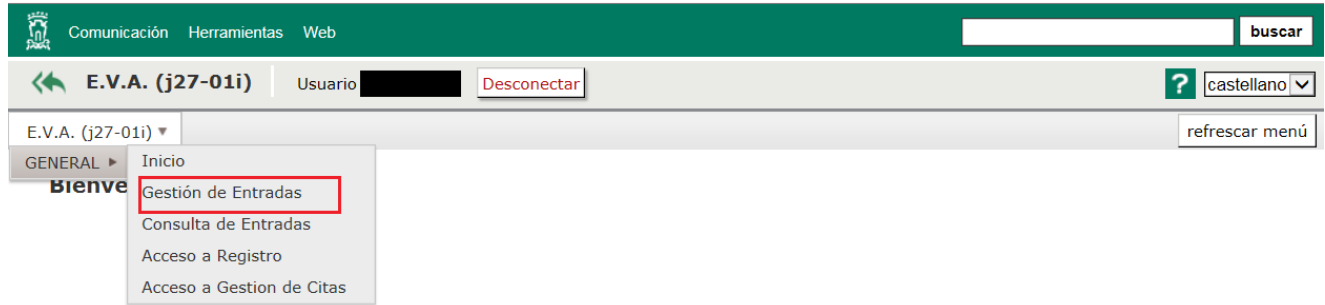 Comunicación Herramientas Web buscar
E.V.A. (j27-01i) Usuario Desconectar ? castellano
E.V.A. (j27-01i) refrescar menú
GENERAL Inicio
Bienve
Gestión de Entradas
Consulta de Entradas
Acceso a Registro
Acceso a Gestion de Citas